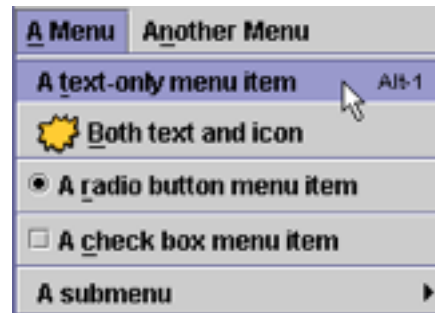 A Menu Another Menu
A text-only menu item Alt-1
Both text and icon
A radio button menu item
A check box menu item
A submenu